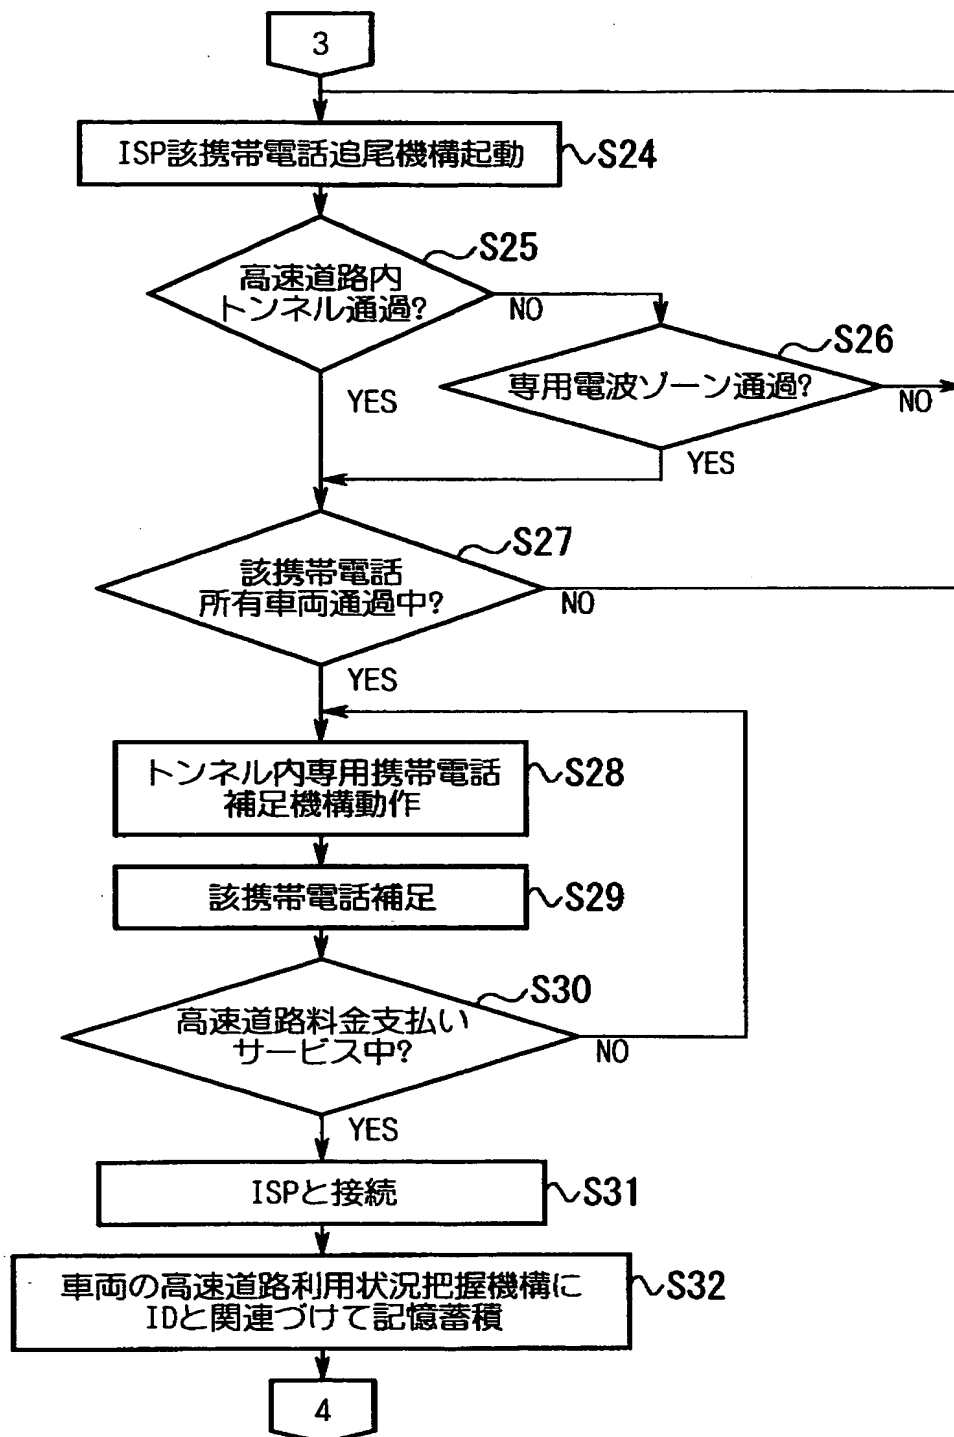 3
ISP該携帯電話追尾機構起動
S24
高速道路内
トンネル通過?
S25
NO
YES
専用電波ゾーン通過?
S26
NO
YES
該携帯電話
所有車両通過中?
S27
NO
YES
トンネル内専用携帯電話
補足機構動作
S28
該携帯電話補足
S29
高速道路料金支払い
サービス中?
S30
NO
YES
ISPと接続
S31
車両の高速道路利用状況把握機構に
IDと関連づけて記憶蓄積
S32
4